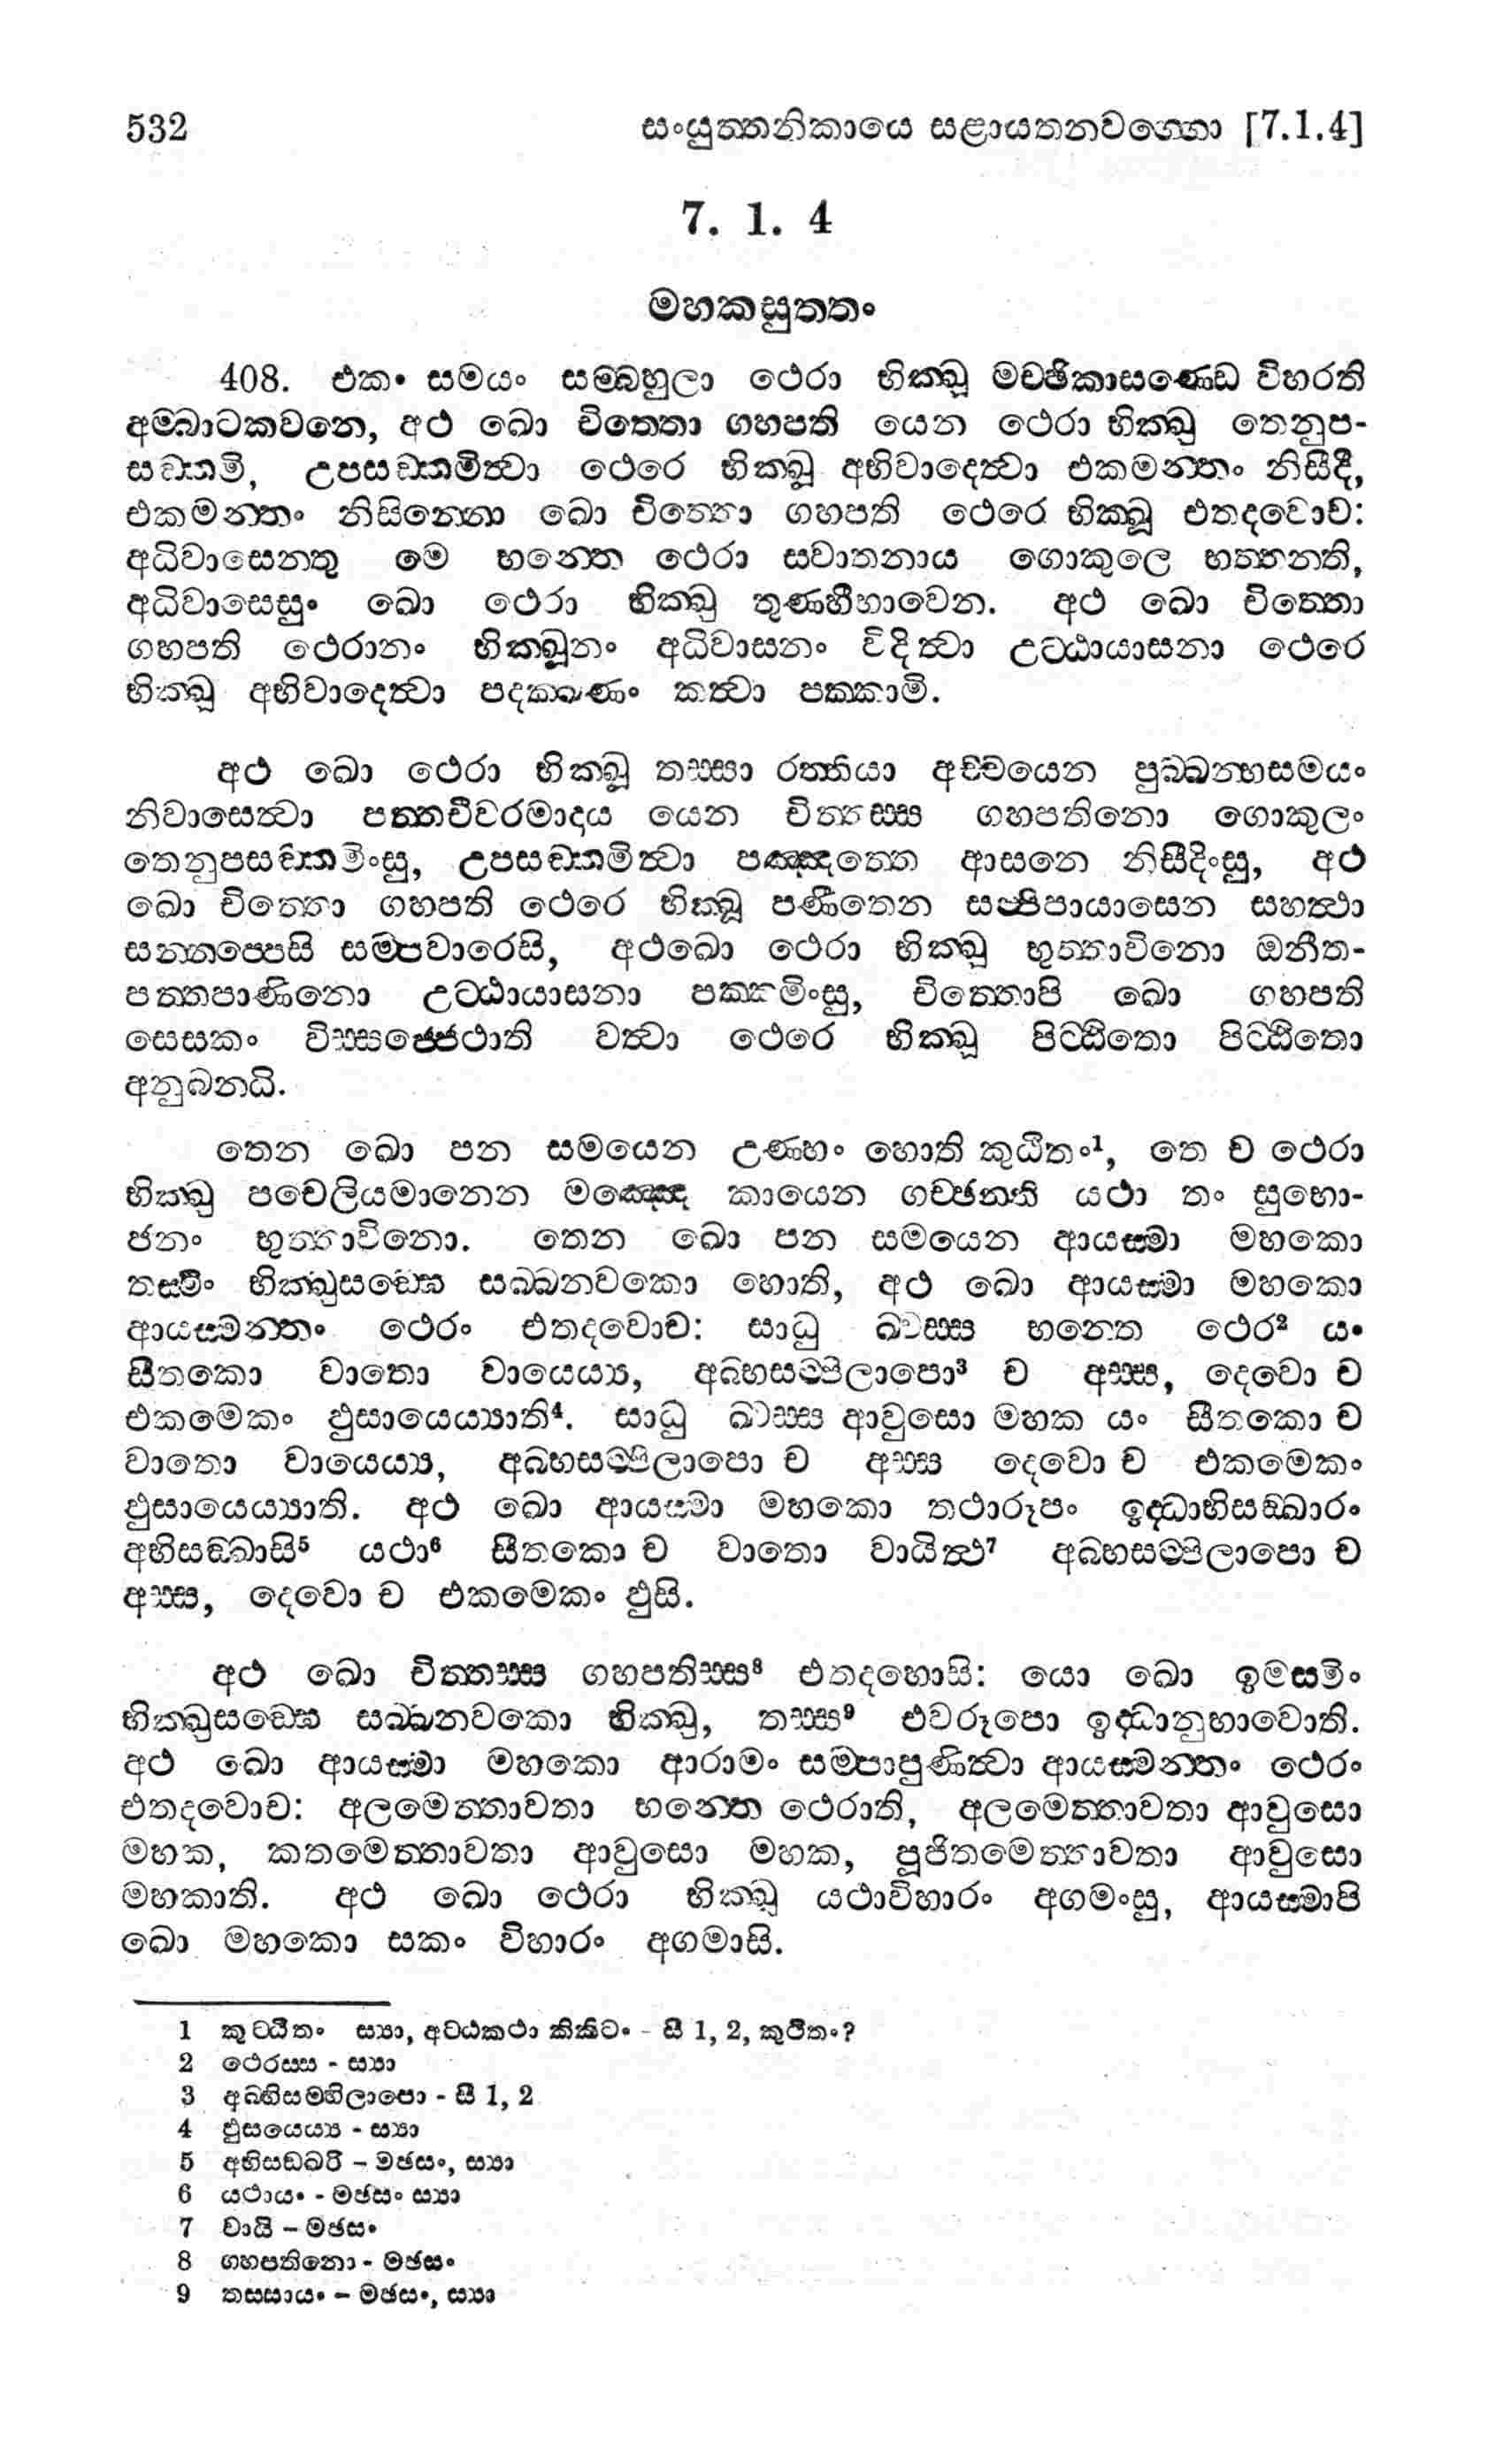 532 සංයුත්තනිකායෙ සළායතනවග්ගො [7.1.4]
7. 1. 4
මහකසුත්තං
408. එකං සමයං සම්බහුලා ථෙරා භික්ඛූ මච්ඡිකාසණ්ඩෙ විහරති
අම්බාටකවනෙ, අථ ඛො චිත්තො ගහපති යෙන ථෙරා භික්ඛු තෙනුප-
සඞ්කමි, උපසඞ්කමිත්වා ථෙරෙ භික්ඛූ අභිවාදෙත්වා එකමන්තං නිසීදි,
එකමන්තං නිසින්නො ඛො චිත්තො ගහපති ථෙරෙ භික්ඛූ එතදවොච:
අධිවාසෙන්තු මෙ භන්තෙ ථෙරා ස්වාතනාය ගොකුලෙ භත්තන්ති,
අධිවාසෙසුං ඛො ථෙරා භික්ඛු තුණ්හීභාවෙන. අථ ඛො චිත්තො
ගහපති ථෙරානං භික්ඛූනං අධිවාසනං විදිත්වා උට්ඨායාසනා ථෙරෙ
භික්ඛූ අභිවාදෙත්වා පදක්ඛිණං කත්වා පක්කාමි.
අථ ඛො ථෙරා භික්ඛූ තස්සා රත්තියා අච්චයෙන පුබ්බන්හසමයං
නිවාසෙත්වා පත්තචීවරමාදාය යෙන චිත්තස්ස ගහපතිනො ගොකුලං
තෙනුපසඞ්කමිංසු, උපසඞ්කමිත්වා පඤ්ඤත්තෙ ආසනෙ නිසීදිංසු, අථ
ඛො චිත්තො ගහපති ථෙරෙ භික්ඛූ පණීතෙන සප්පිපායාසෙන සහත්ථා
සන්තප්පෙසි සම්පවාරෙසි, අථඛො ථෙරා භික්ඛූ භුත්තාවිනො ඔනීත-
පත්තපාණිනො උට්ඨායාසනා පක්කමිංසු, චිත්තොපි ඛො ගහපති
සෙසකං විස්සජ්ජෙථාති වත්වා ථෙරෙ භික්ඛූ පිට්ඨිතො පිට්ඨිතො
අනුබන්ධි.
තෙන ඛො පන සමයෙන උණ්හං හොති කුඨිතං¹, තෙ ච ථෙරා
භික්ඛු පචෙලියමානෙන මඤ්ඤෙ කායෙන ගච්ඡන්ති යථා තං සුභො-
ජනං භුත්තාවිනො. තෙන ඛො පන සමයෙන ආයස්මා මහකො
තස්මිං භික්ඛුසඞ්ඝෙ සබ්බනවකො හොති, අථ ඛො ආයස්මා මහකො
ආයස්මන්තං ථෙරං එතදවොච: සාධු ඛ්වස්ස භන්තෙ ථෙර² යං
සීතකො වාතො වායෙය්‍ය, අබ්භසම්පිලාපො³ ච අස්ස, දෙවො ච
එකමෙකං ඵුසායෙය්‍යාති⁴. සාධු ඛ්වාස්ස ආවුසො මහක යං සීතකො ච
වාතො වායෙය්‍ය, අබ්භසම්පිලාපො ච අස්ස දෙවො ච එකමෙකං
ඵුසායෙය්‍යාති. අථ ඛො ආයස්මා මහකො තථාරූපං ඉද්ධාභිසඞ්ඛාරං
අභිසඞ්ඛාසි⁵ යථා⁶ සීතකො ච වාතො වායිත්ථ⁷ අබ්භසම්පිලාපො ච
අස්ස, දෙවො ච එකමෙකං ඵුසි.
අථ ඛො චිත්තස්ස ගහපතිස්ස⁸ එතදහොසි: යො ඛො ඉමස්මිං
භික්ඛුසඞ්ඝෙ සබ්බනවකො භික්ඛු, තස්ස⁹ එවරූපො ඉද්ධානුභාවොති.
අථ ඛො ආයස්මා මහකො ආරාමං සම්පාපුණිත්වා ආයස්මන්තං ථෙරං
එතදවොච: අලමෙත්තාවතා භන්තෙ ථෙරාති, අලමෙත්තාවතා ආවුසො
මහක, කතමෙත්තාවතා ආවුසො මහක, පූජිතමෙත්තාවතා ආවුසො
මහකාති. අථ ඛො ථෙරා භික්ඛු යථාවිහාරං අගමංසු, ආයස්මාපි
ඛො මහකො සකං විහාරං අගමාසි.
1 කුට්ඨිතං ස්‍යා, අට්ඨකථා කිකිටං - සී 1, 2, කුථිතං?
2 ථෙරස්ස - ස්‍යා
3 අබ්භිසම්භිලාපො - සී 1, 2
4 ඵුසයෙය්‍ය - ස්‍යා
5 අභිසඞ්ඛරි - මජසං, ස්‍යා
6 යථායං - මජසං ස්‍යා
7 වායි - මජසං
8 ගහපතිනො - මජසං
9 තස්සායං - මජසං, ස්‍යා